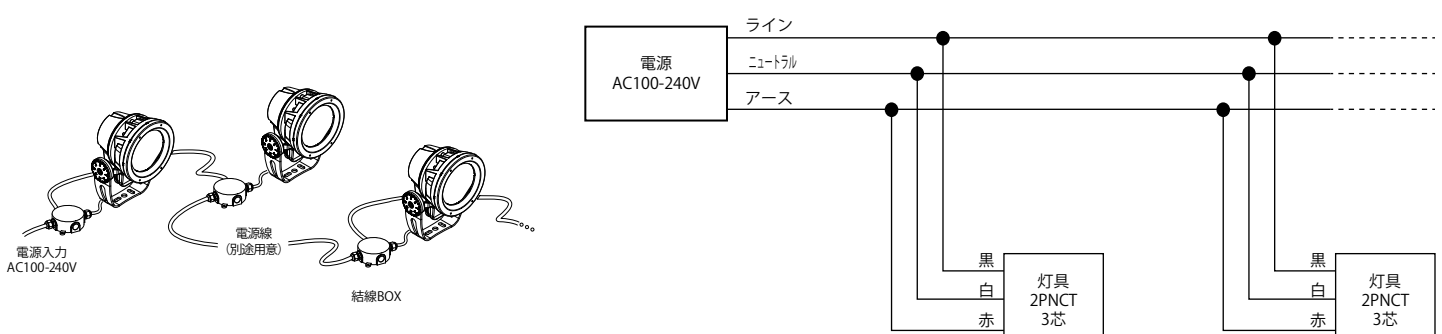 電源入力
AC100-240V
電源線
(別途用意)
結線BOX
電源
AC100-240V
ライン
ﾆｭｰﾄﾗﾙ
アース
黒
白
赤
灯具
2PNCT
3芯
黒
白
赤
灯具
2PNCT
3芯